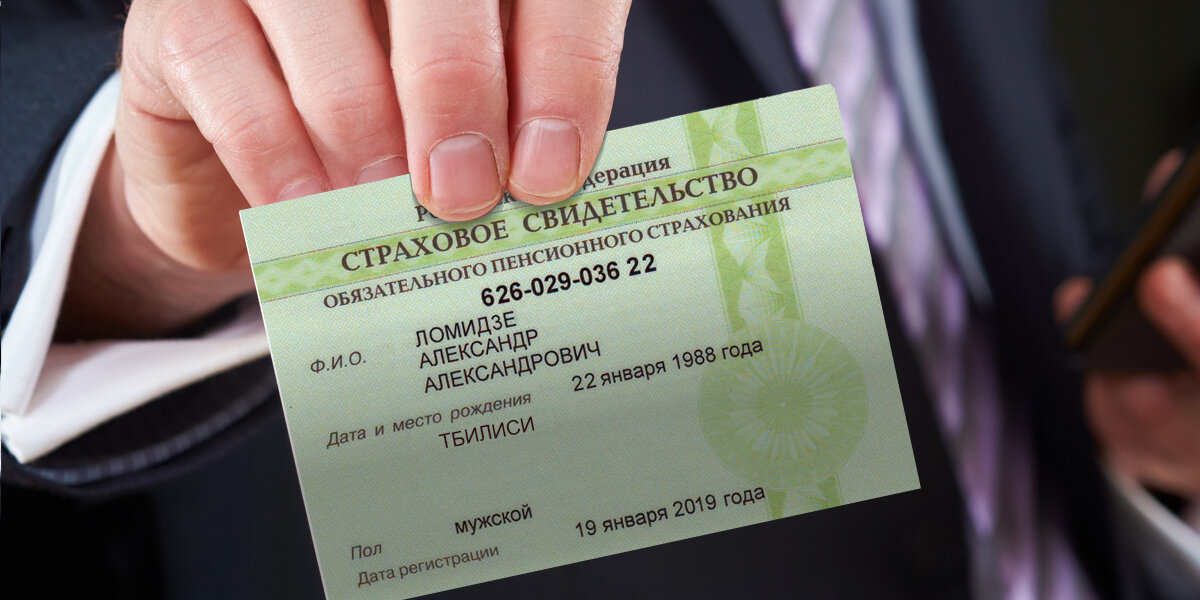 дерация
СТРАХОВОЕ СВИДЕТЕЛЬСТВО
ОБЯЗАТЕЛЬНОГО ПЕНСИОННОГО СТРАХОВАНИЯ
626-029-036 22
Ф.И.О.
ЛОМИДЗЕ
АЛЕКСАНДР
АЛЕКСАНДРОВИЧ
22 января 1988 года
Дата и место рождения
ТБИЛИСИ
Пол
мужской
Дата регистрации
19 января 2019 года